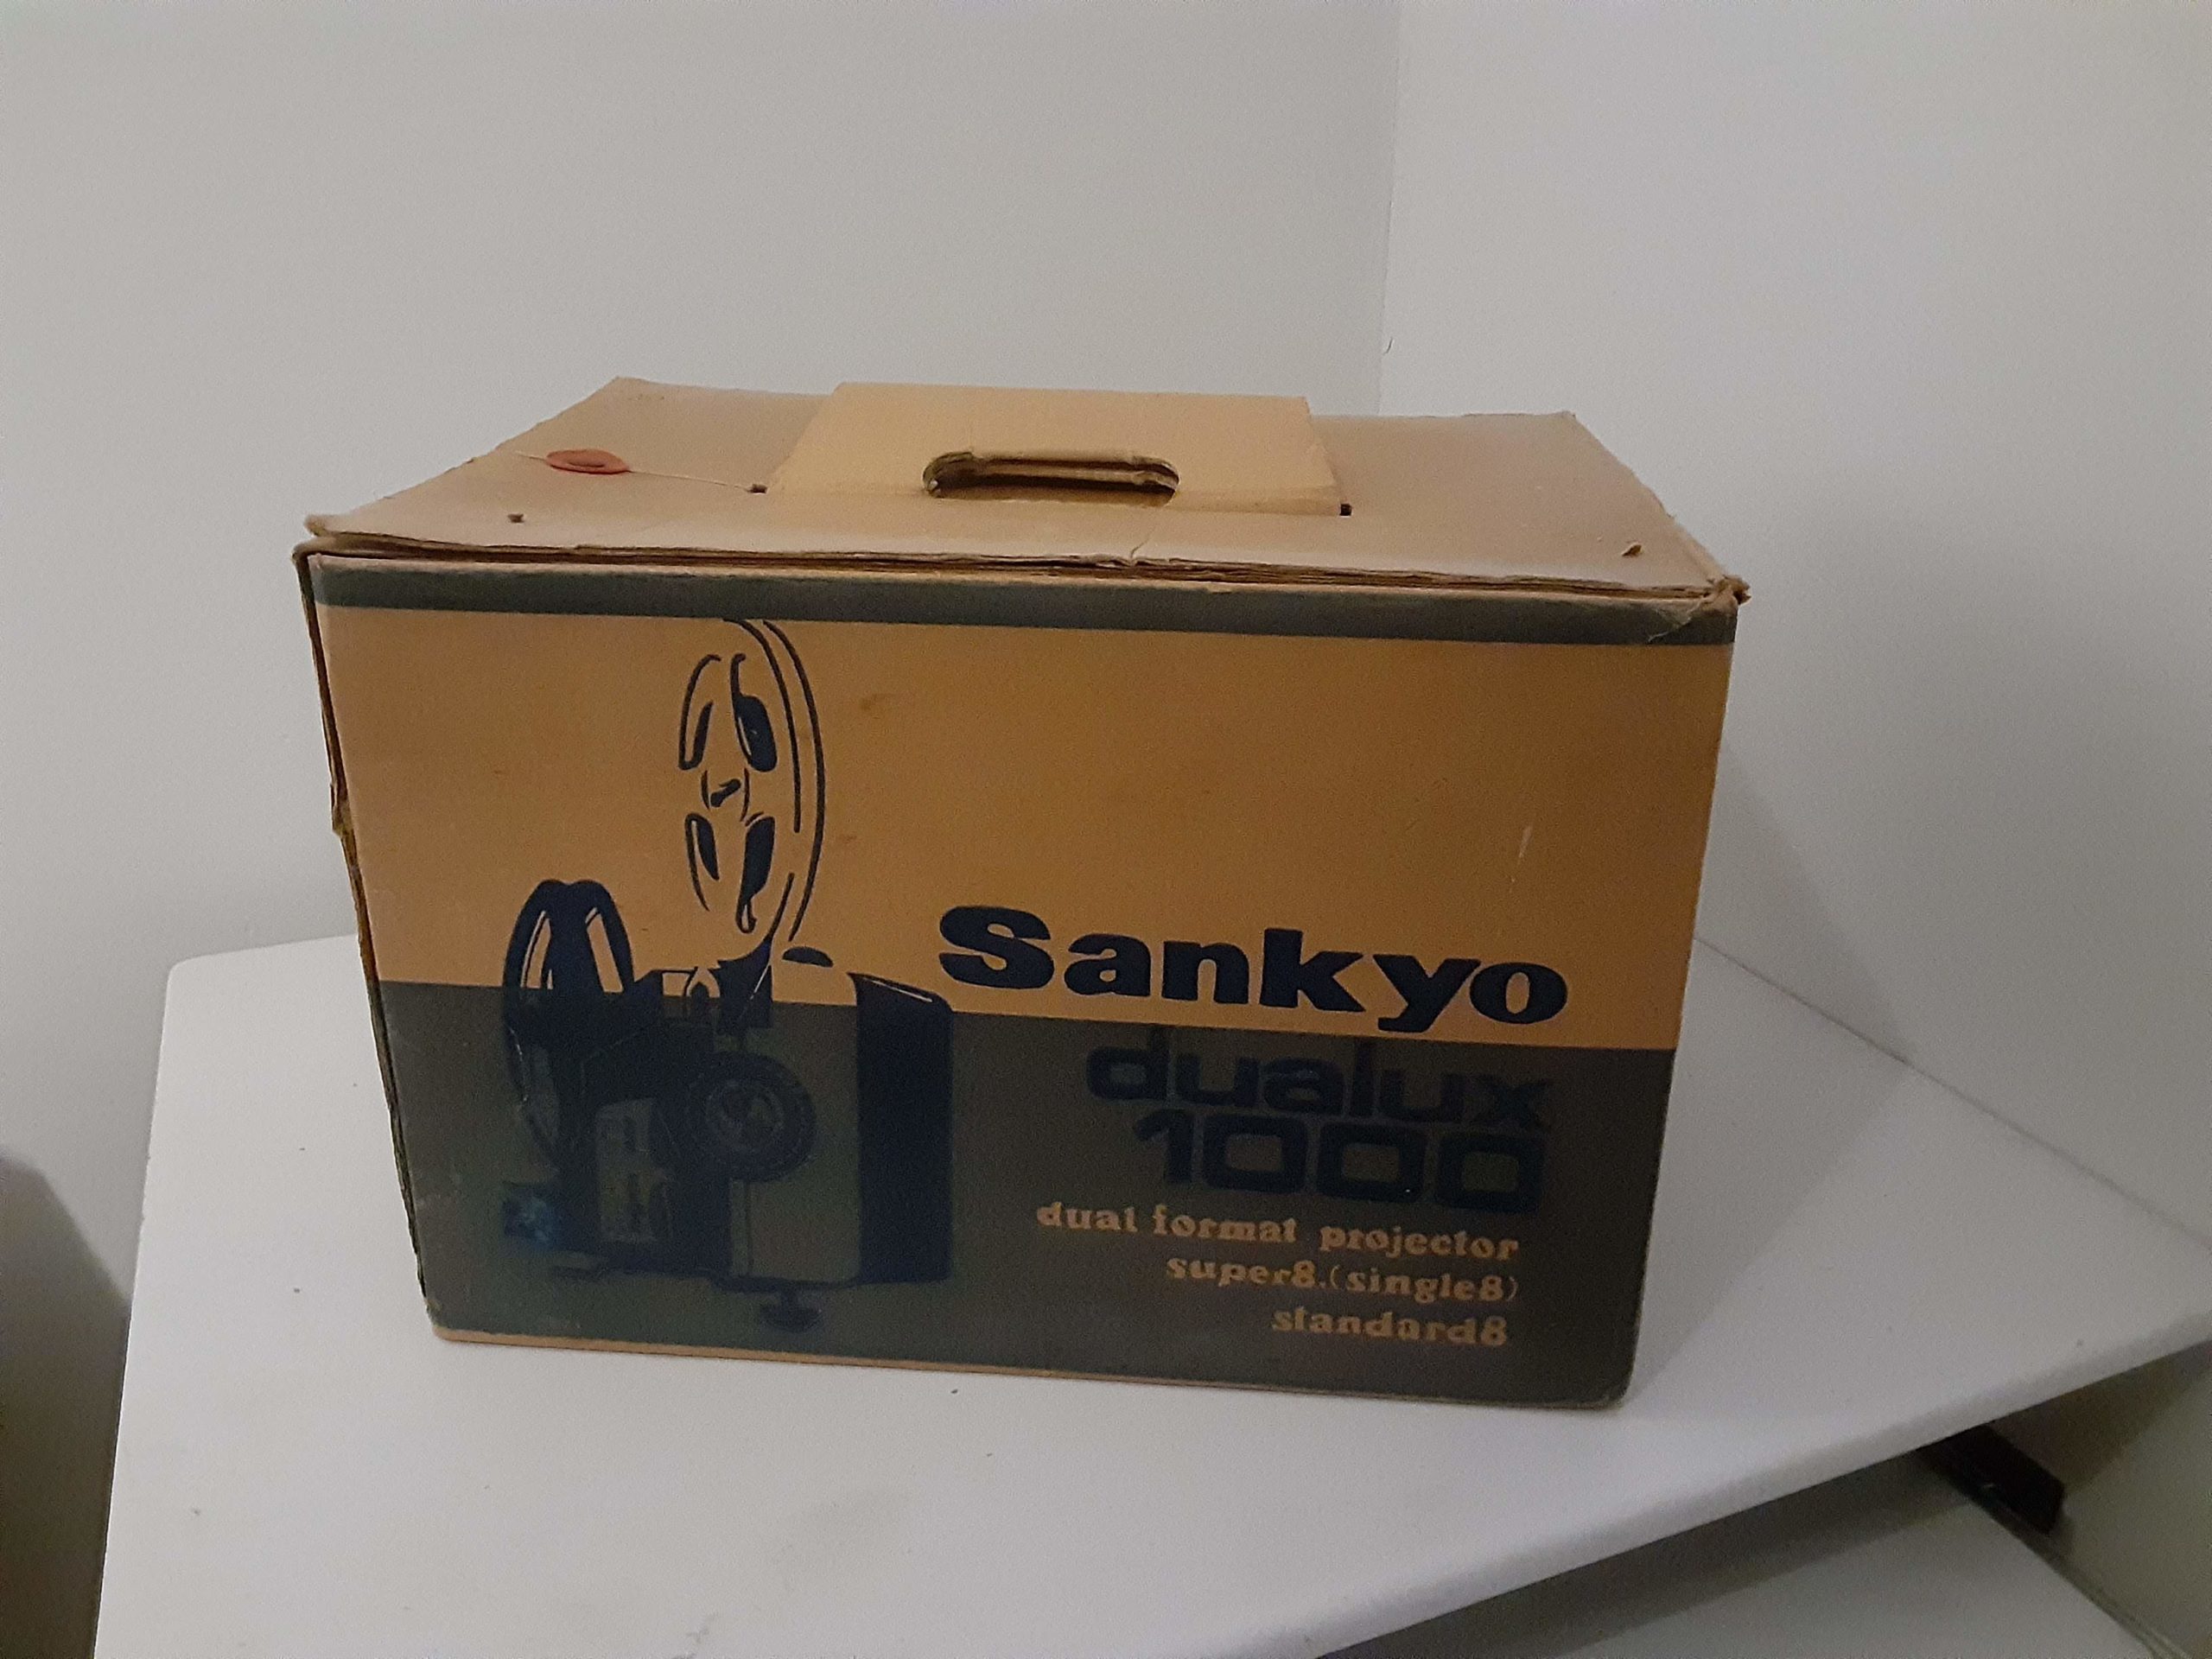 Sankyo
dualux
1000
dual format projector
super8.(single8)
standard8